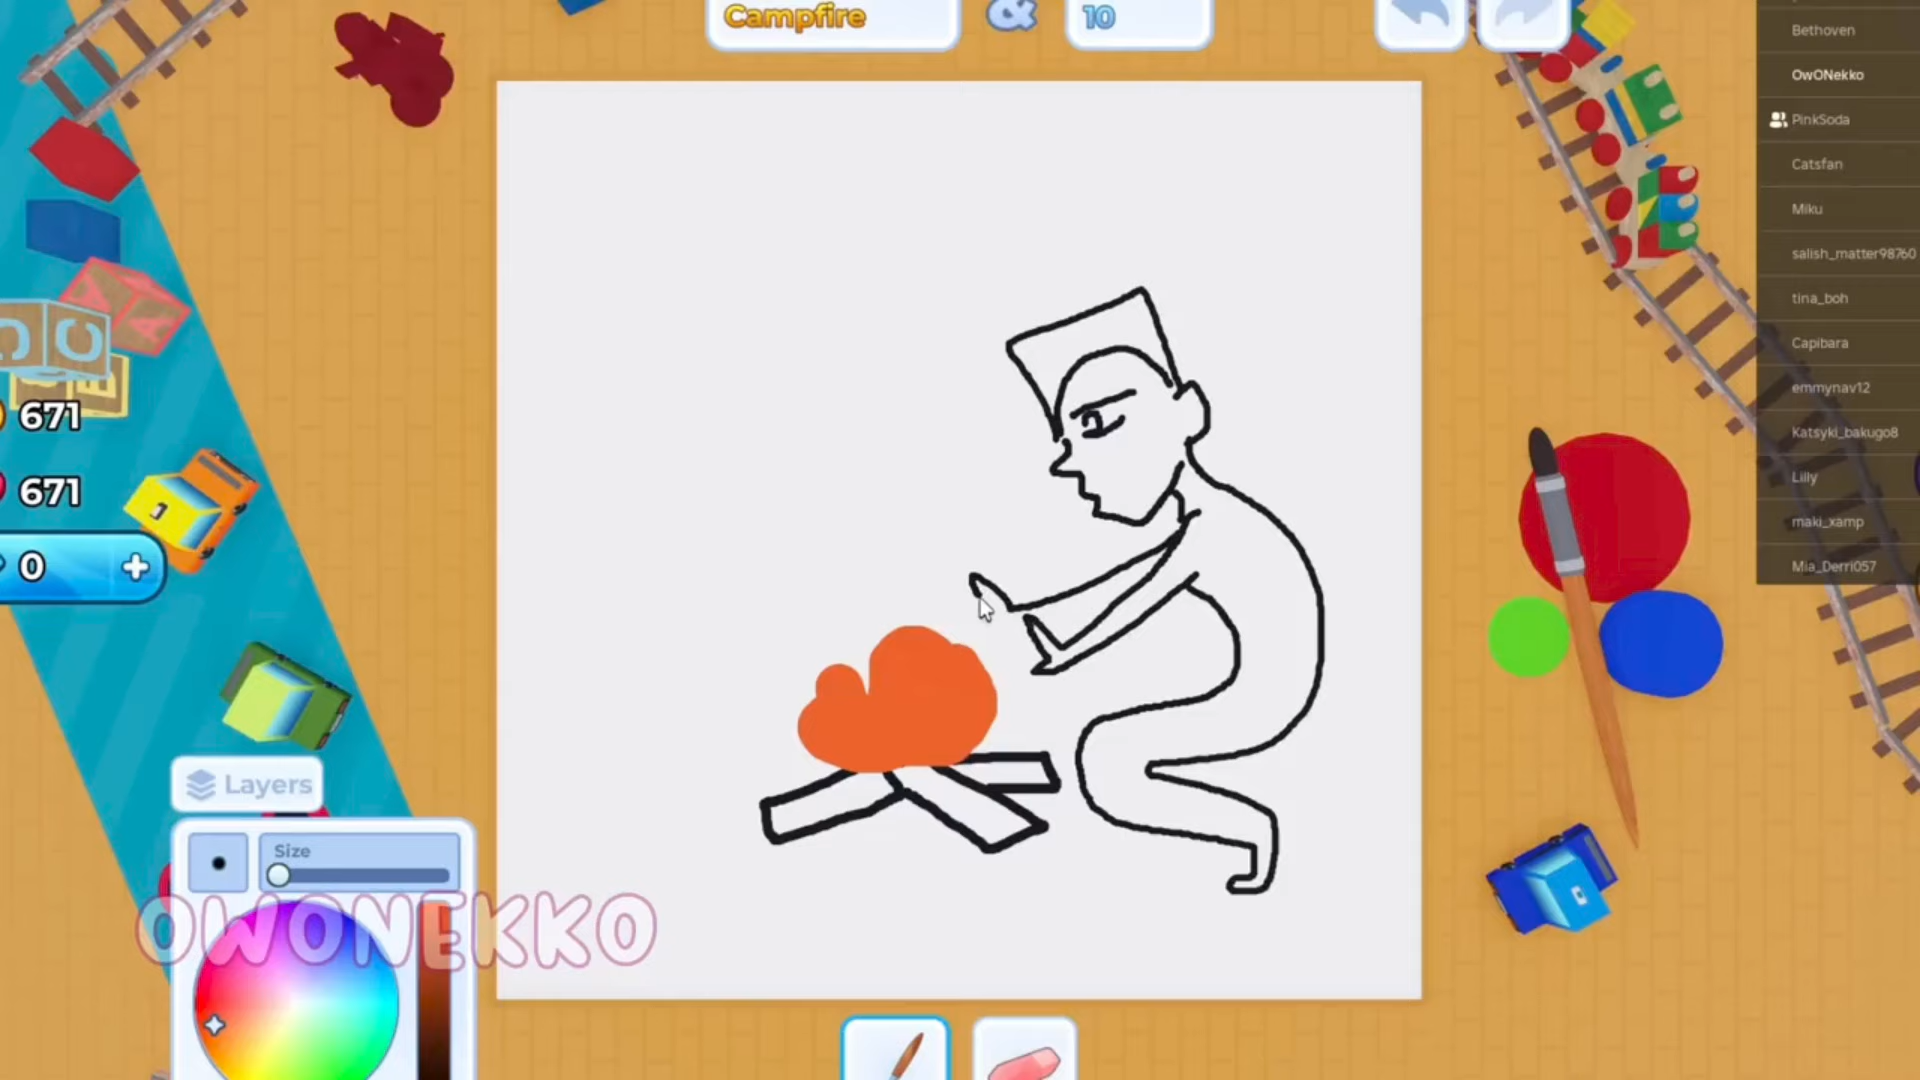 Campfire & 10
Bethoven
OwONekko
PinkSoda
Catsfan
Miku
salish_matter98760
tina_boh
Capibara
emmynav12
Katsyki_bakugo8
Lilly
maki_xamp
Mia_Derri057
671
671
0 +
1
Layers
Size
OWONEKKO